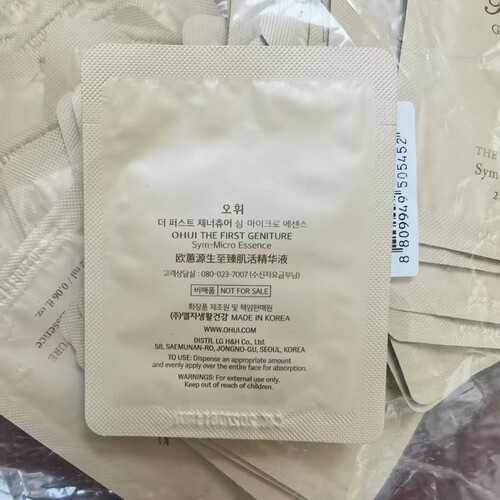 오휘
더 퍼스트 제너츄어 심 마이크로 에센스
OHUI THE FIRST GENITURE
Sym-Micro Essence
欧蕙源生至臻肌活精华液
고객상담실 : 080-023-7007 (수신자요금부담)
비매품 NOT FOR SALE
화장품 제조원 및 책임판매원
(주)엘지생활건강 MADE IN KOREA
WWW.OHUI.COM
DISTR. LG H&H Co., Ltd.
58, SAEMUNAN-RO, JONGNO-GU, SEOUL, KOREA
TO USE: Dispense an appropriate amount
and evenly apply over the entire face for absorption.
WARNINGS: For external use only.
Keep out of reach of children.
8 809949 505452
THE
Sym-